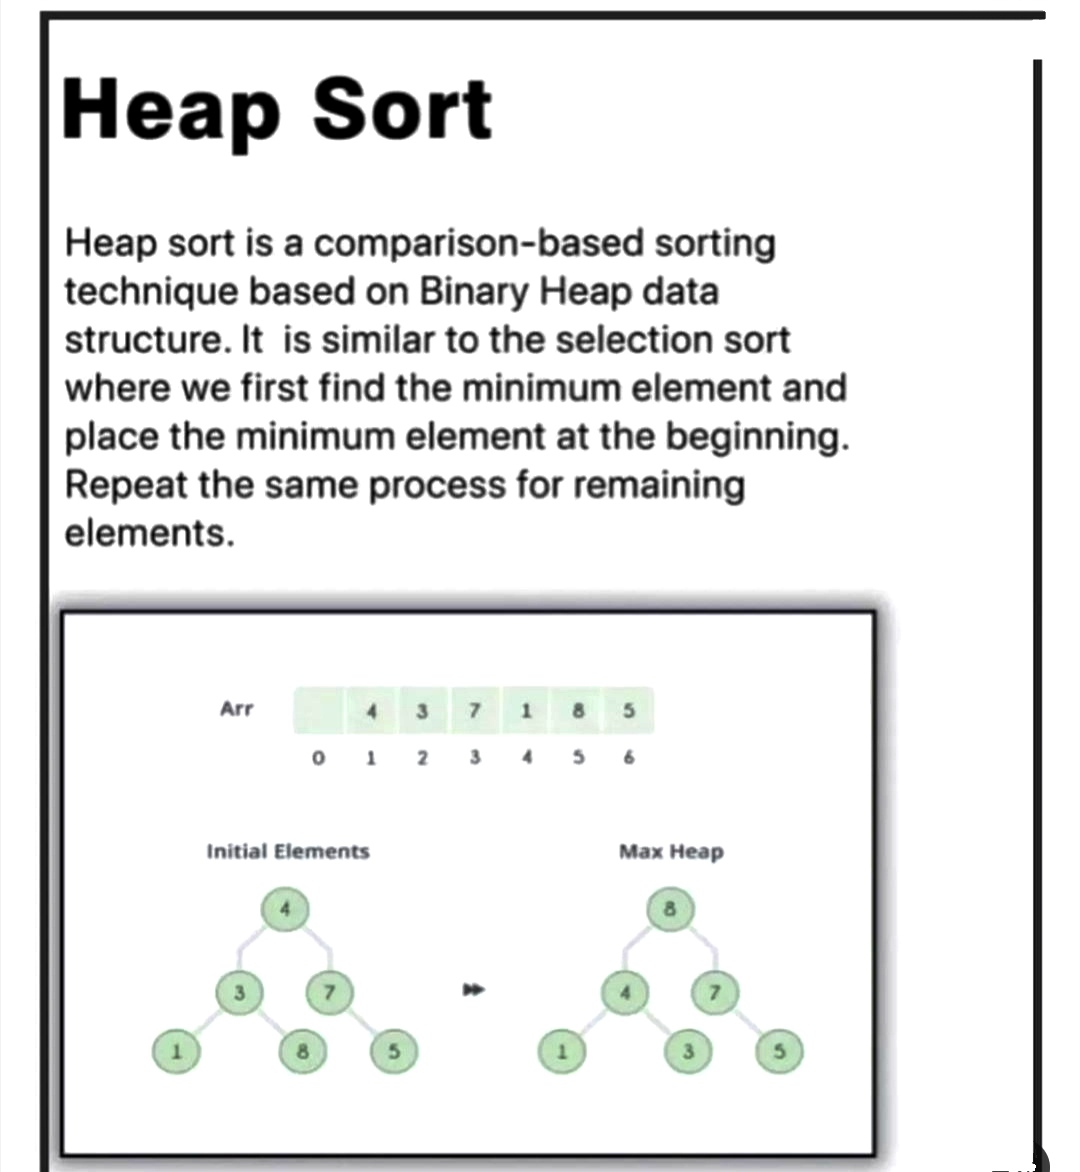 Heap Sort
Heap sort is a comparison-based sorting
technique based on Binary Heap data
structure. It  is similar to the selection sort
where we first find the minimum element and
place the minimum element at the beginning.
Repeat the same process for remaining
elements.
Arr 4 3 7 1 8 5
0 1 2 3 4 5 6
Initial Elements Max Heap
4 8
3 7 4 7
1 8 5 1 3 5